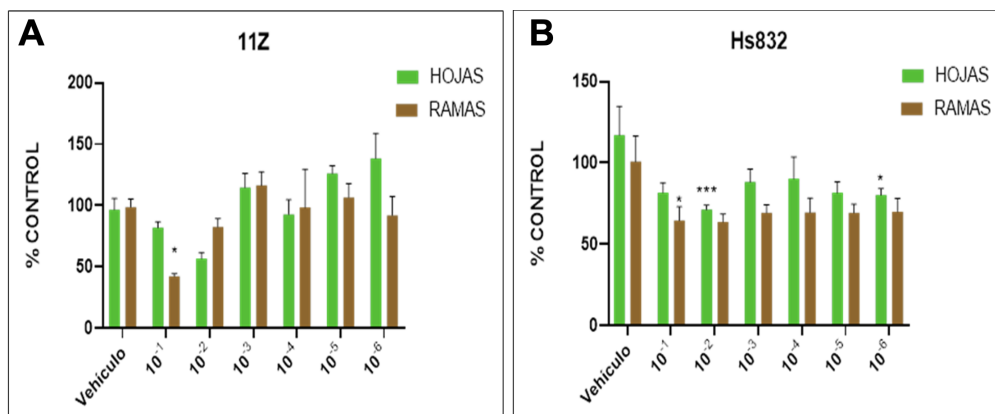 A
11Z
HOJAS
RAMAS
% CONTROL
200
150
100
50
0
Vehículo
10⁻¹
10⁻²
10⁻³
10⁻⁴
10⁻⁵
10⁻⁶
*
B
Hs832
HOJAS
RAMAS
% CONTROL
150
100
50
0
Vehículo
10⁻¹
10⁻²
10⁻³
10⁻⁴
10⁻⁵
10⁻⁶
*
***
*